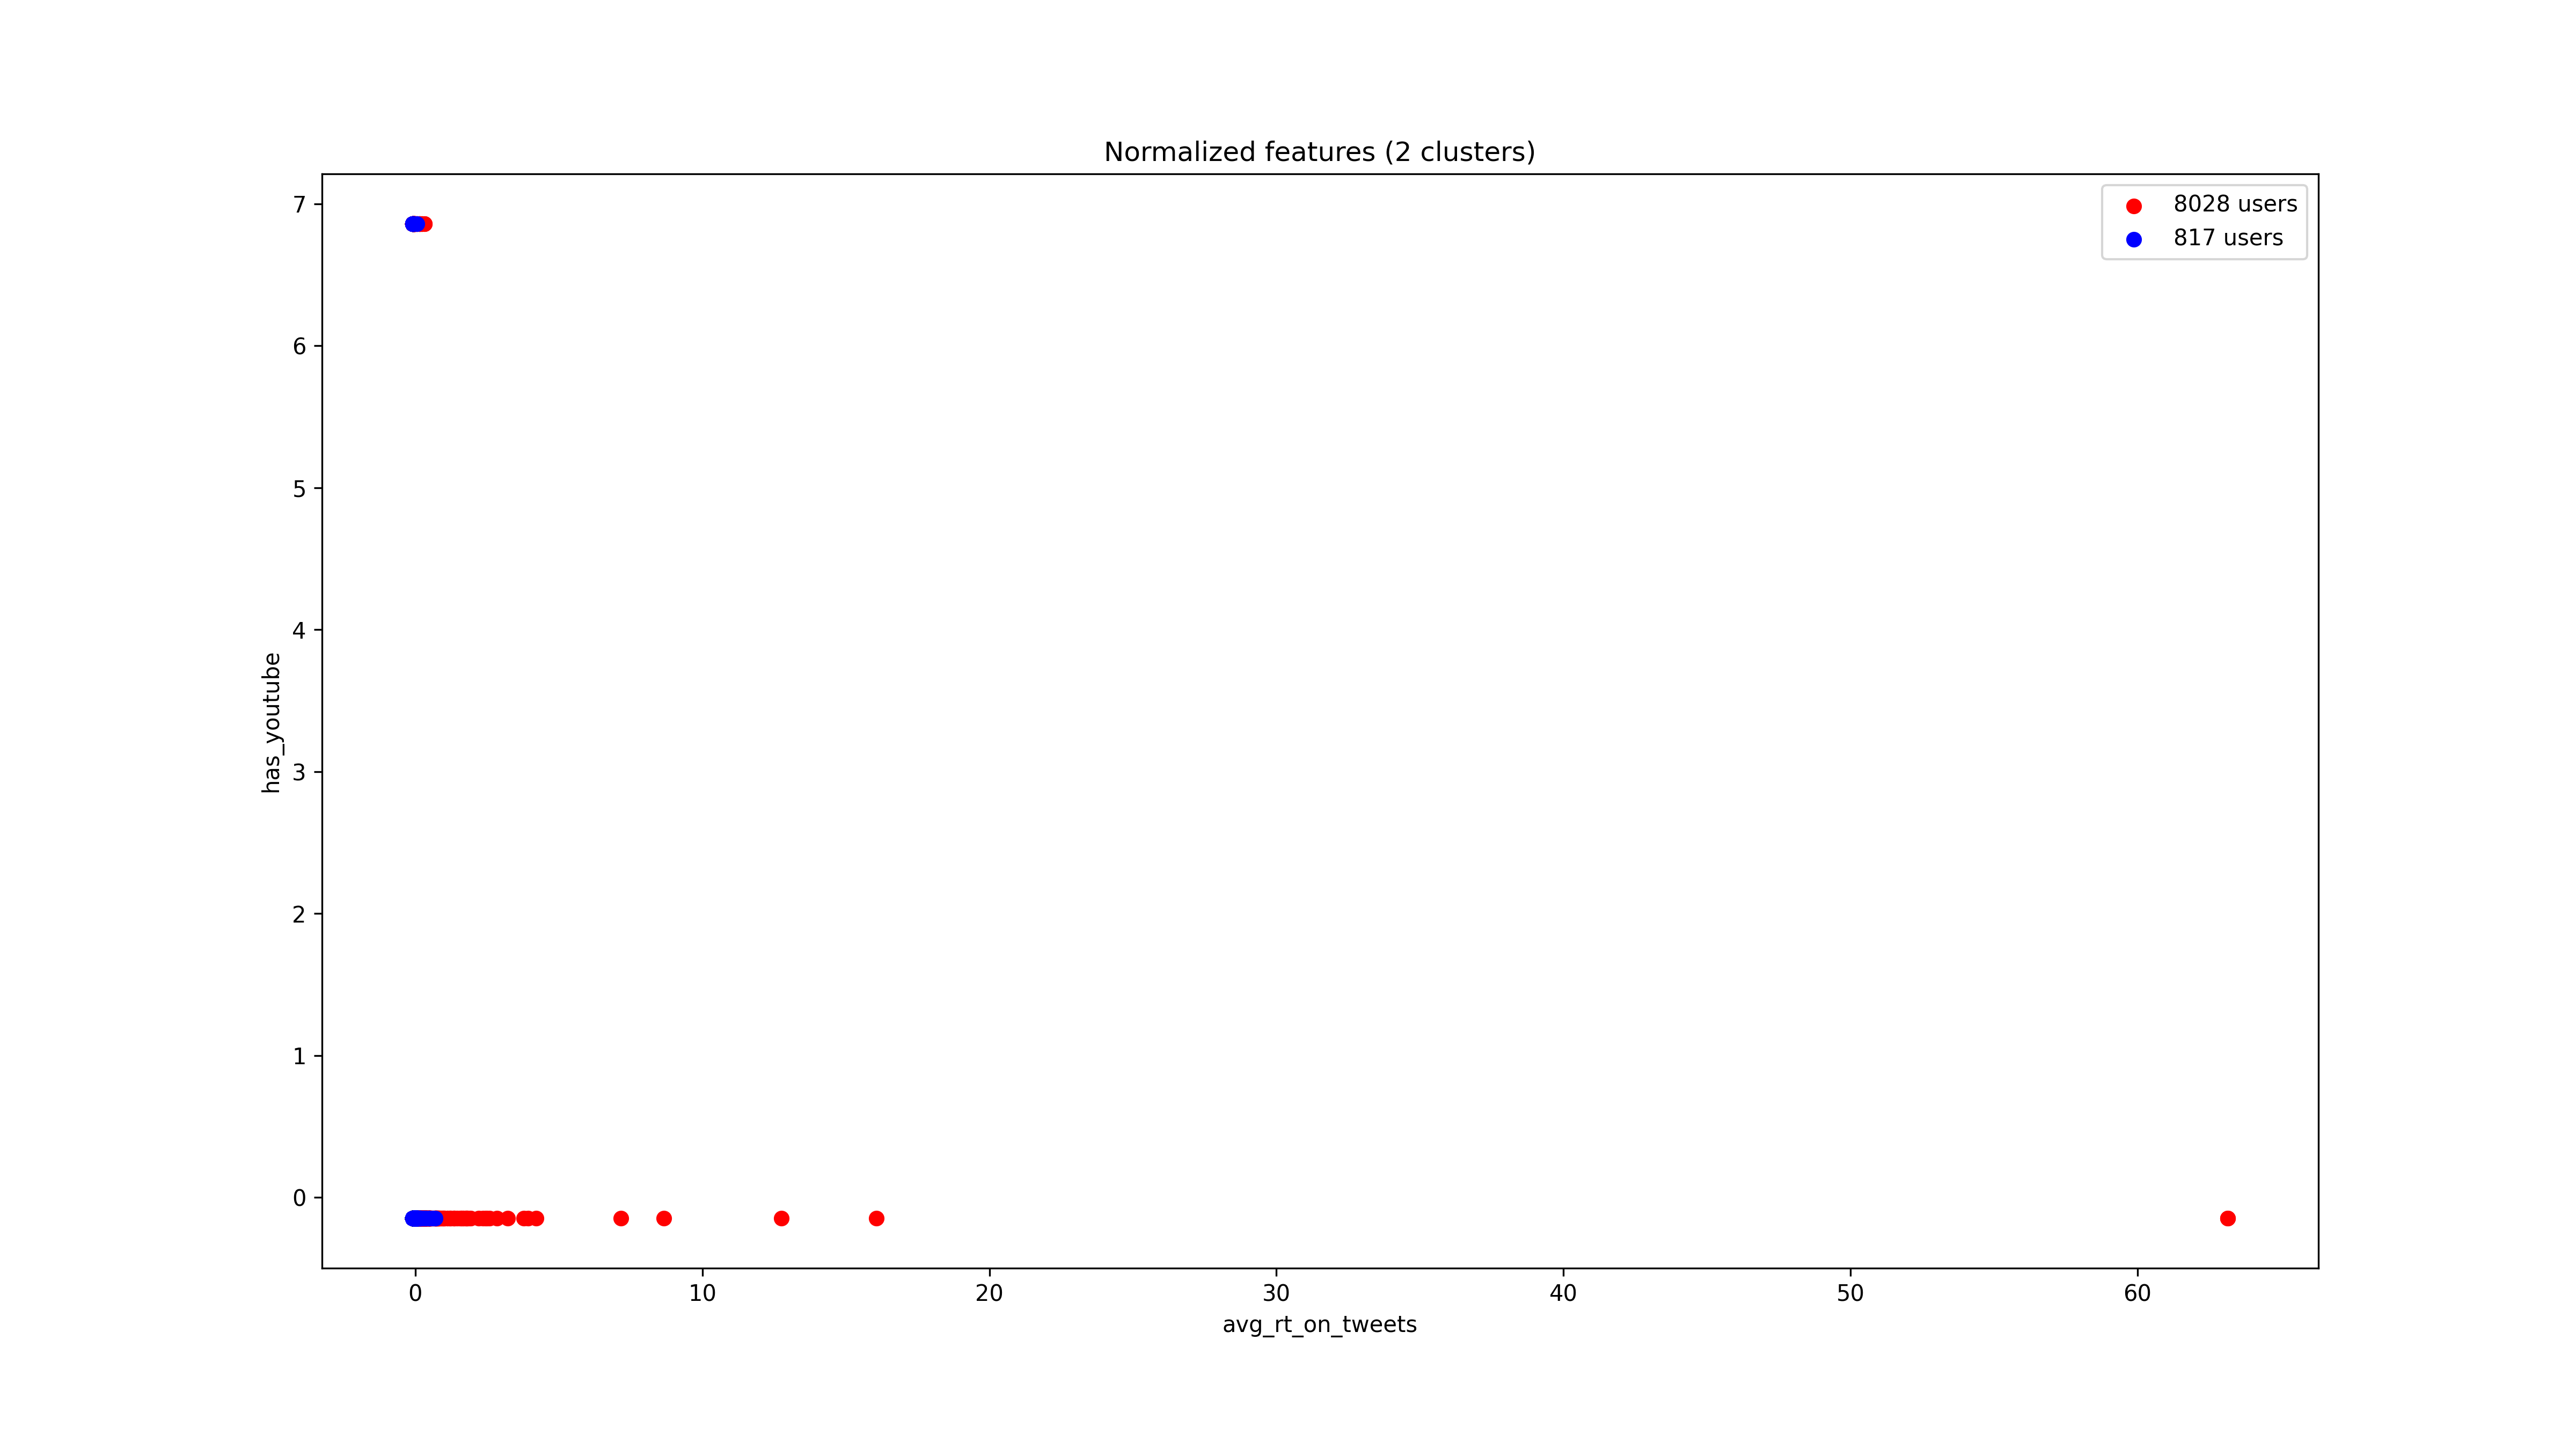 Normalized features (2 clusters)
8028 users
817 users
7
6
5
4
3
2
1
0
has_youtube
0 10 20 30 40 50 60
avg_rt_on_tweets